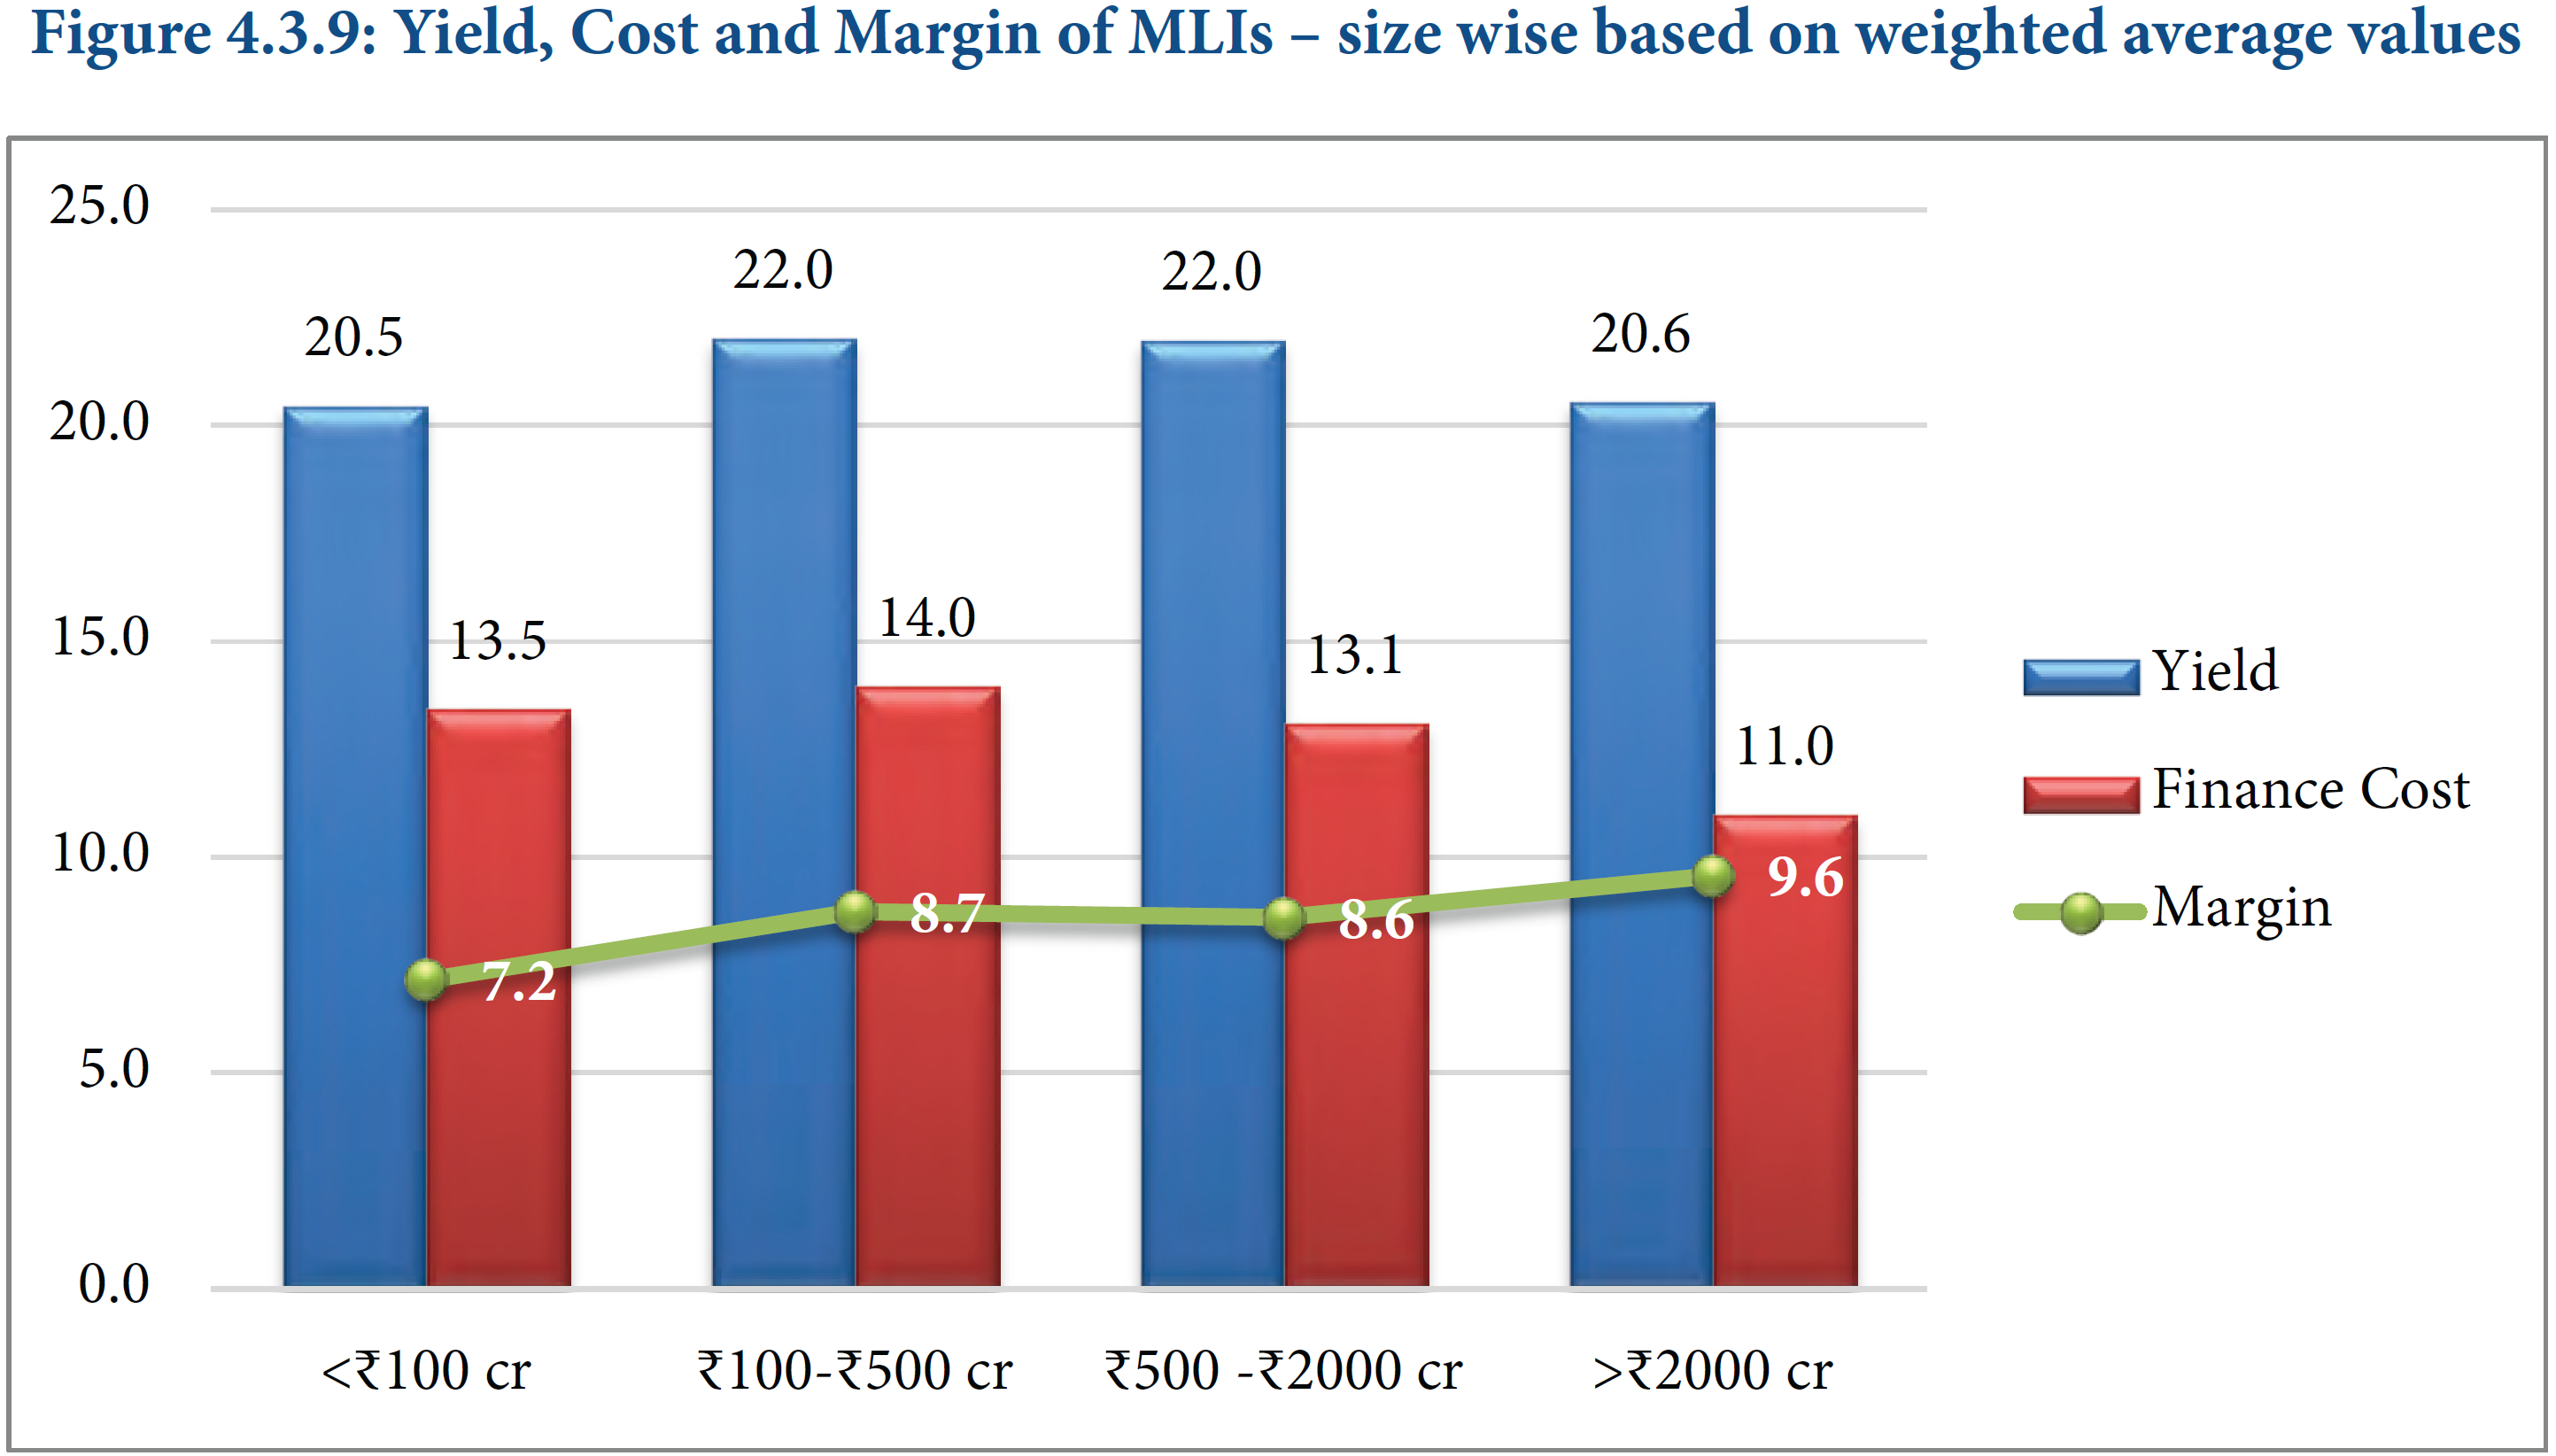 Figure 4.3.9: Yield, Cost and Margin of MLIs – size wise based on weighted average values
25.0
20.0
15.0
10.0
5.0
0.0
20.5
13.5
7.2
22.0
14.0
8.7
22.0
13.1
8.6
20.6
11.0
9.6
<₹100 cr
₹100-₹500 cr
₹500 -₹2000 cr
>₹2000 cr
Yield
Finance Cost
Margin